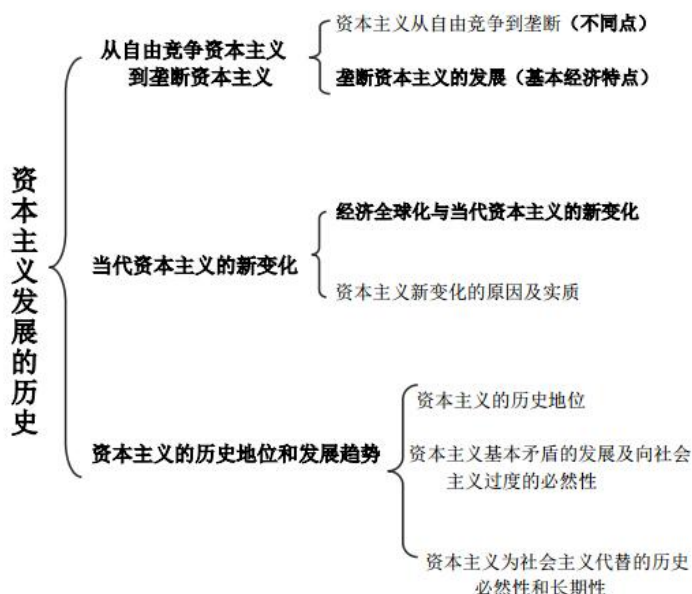 资本主义发展的历史
从自由竞争资本主义
到垄断资本主义
资本主义从自由竞争到垄断（不同点）
垄断资本主义的发展（基本经济特点）
当代资本主义的新变化
经济全球化与当代资本主义的新变化
资本主义新变化的原因及实质
资本主义的历史地位和发展趋势
资本主义的历史地位
资本主义基本矛盾的发展及向社会
主义过度的必然性
资本主义为社会主义代替的历史
必然性和长期性